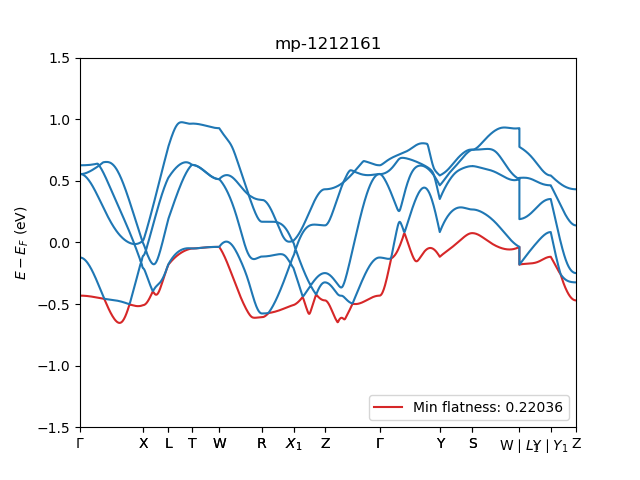 mp-1212161
1.5
1.0
0.5
0.0
−0.5
−1.0
−1.5
E − E_F (eV)
Min flatness: 0.22036
Γ X L T W R X₁ Z Γ Y S W | L₁ Y | Y₁ Z